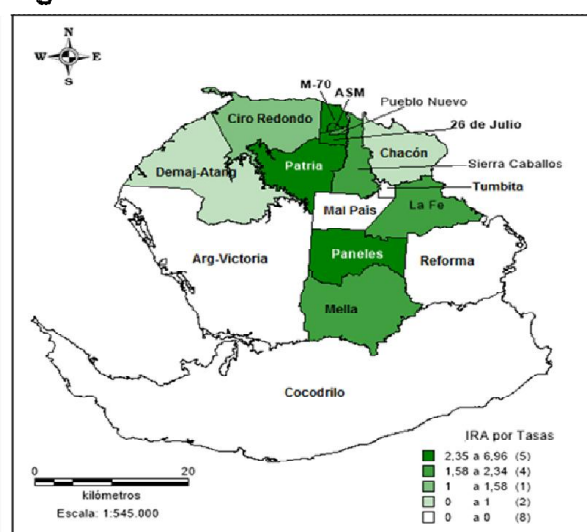 N
W E
S
M-70
ASM
Pueblo Nuevo
Ciro Redondo
26 de Julio
Chacón
Patria
Sierra Caballos
Demaj-Atang
Tumbita
Mal Pais
La Fe
Arg-Victoria
Paneles
Reforma
Mella
Cocodrilo
IRA por Tasas
2,35 a 6,96 (5)
1,58 a 2,34 (4)
1 a 1,58 (1)
0 a 1 (2)
0 a 0 (8)
0 20
kilómetros
Escala: 1:545.000